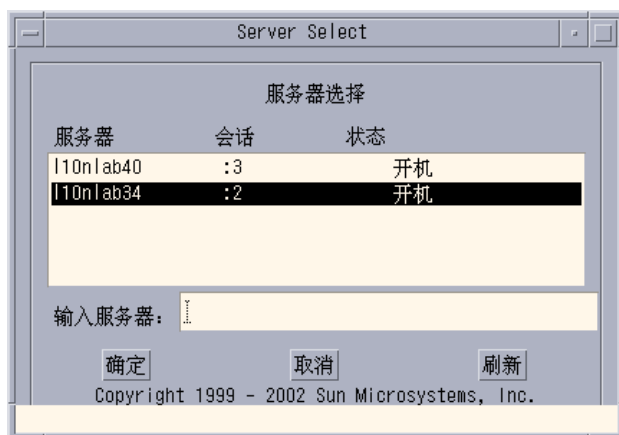 Server Select
服务器选择
服务器 会话 状态
l10nlab40 :3 开机
l10nlab34 :2 开机
输入服务器:
确定 取消 刷新
Copyright 1999 - 2002 Sun Microsystems, Inc.